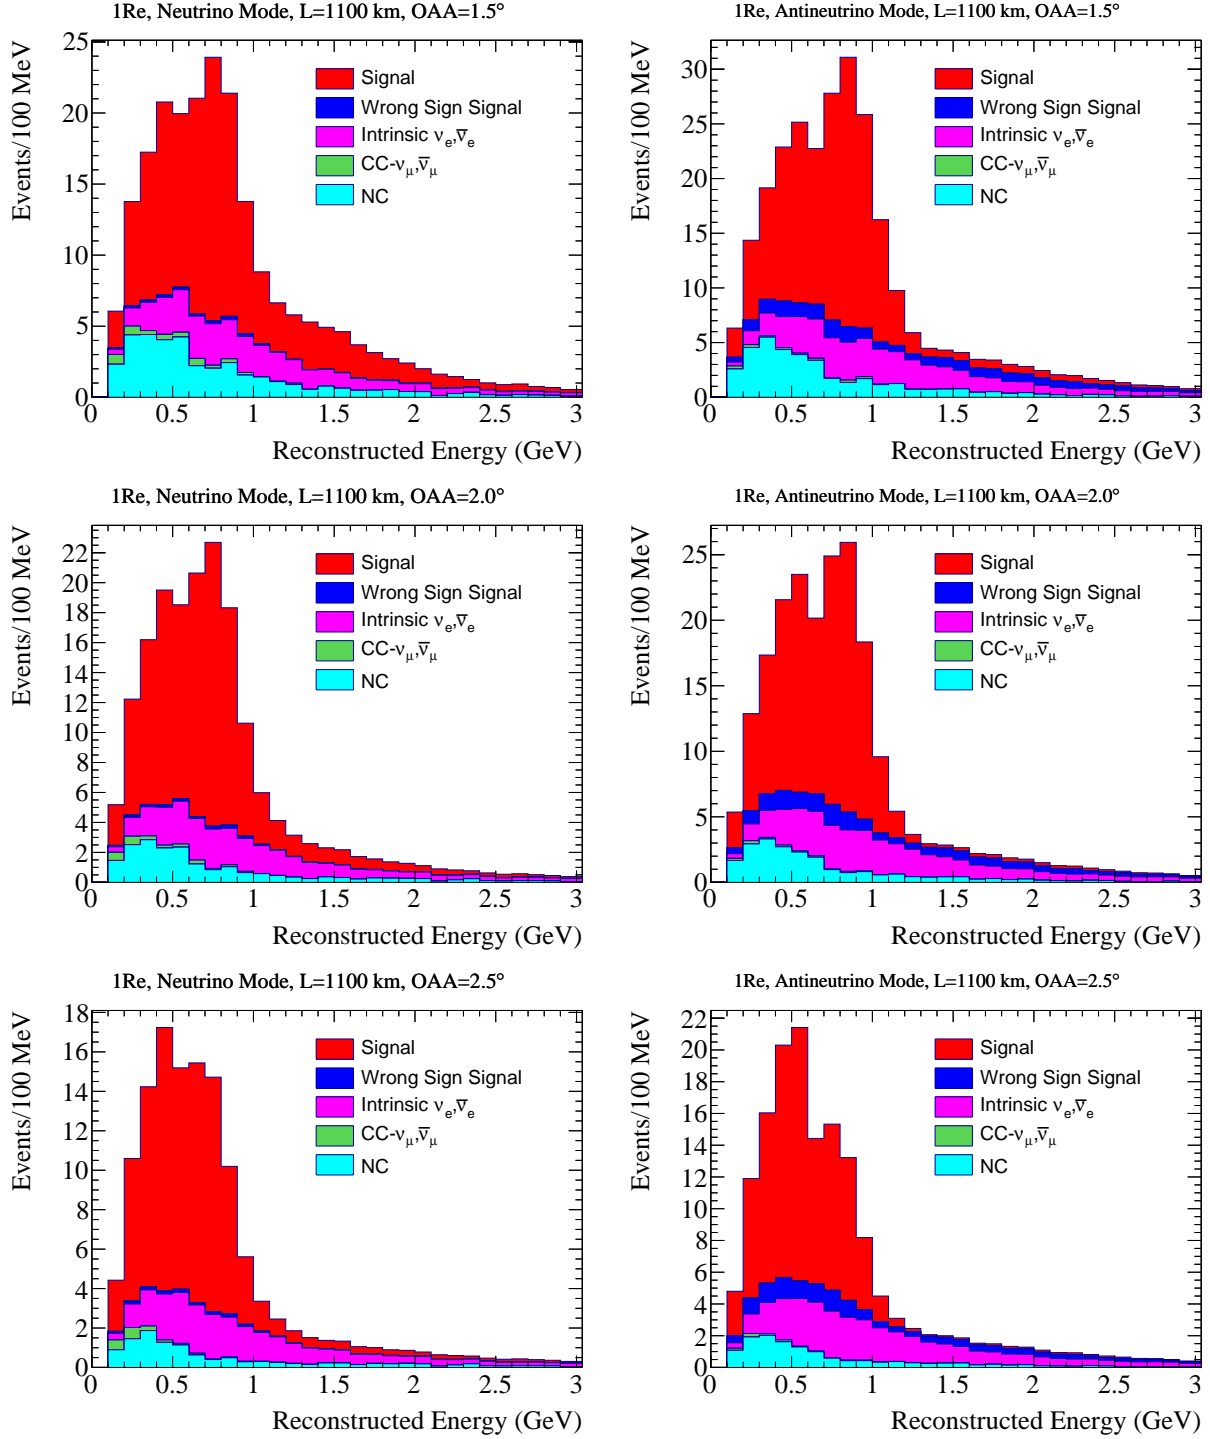 1Re, Neutrino Mode, L=1100 km, OAA=1.5°
Events/100 MeV
25
20
15
10
5
0
Signal
Wrong Sign Signal
Intrinsic νe,ν̅e
CC-νμ,ν̅μ
NC
0 0.5 1 1.5 2 2.5 3
Reconstructed Energy (GeV)
1Re, Antineutrino Mode, L=1100 km, OAA=1.5°
Events/100 MeV
30
25
20
15
10
5
0
Signal
Wrong Sign Signal
Intrinsic νe,ν̅e
CC-νμ,ν̅μ
NC
0 0.5 1 1.5 2 2.5 3
Reconstructed Energy (GeV)
1Re, Neutrino Mode, L=1100 km, OAA=2.0°
Events/100 MeV
22
20
18
16
14
12
10
8
6
4
2
0
Signal
Wrong Sign Signal
Intrinsic νe,ν̅e
CC-νμ,ν̅μ
NC
0 0.5 1 1.5 2 2.5 3
Reconstructed Energy (GeV)
1Re, Antineutrino Mode, L=1100 km, OAA=2.0°
Events/100 MeV
25
20
15
10
5
0
Signal
Wrong Sign Signal
Intrinsic νe,ν̅e
CC-νμ,ν̅μ
NC
0 0.5 1 1.5 2 2.5 3
Reconstructed Energy (GeV)
1Re, Neutrino Mode, L=1100 km, OAA=2.5°
Events/100 MeV
18
16
14
12
10
8
6
4
2
0
Signal
Wrong Sign Signal
Intrinsic νe,ν̅e
CC-νμ,ν̅μ
NC
0 0.5 1 1.5 2 2.5 3
Reconstructed Energy (GeV)
1Re, Antineutrino Mode, L=1100 km, OAA=2.5°
Events/100 MeV
22
20
18
16
14
12
10
8
6
4
2
0
Signal
Wrong Sign Signal
Intrinsic νe,ν̅e
CC-νμ,ν̅μ
NC
0 0.5 1 1.5 2 2.5 3
Reconstructed Energy (GeV)